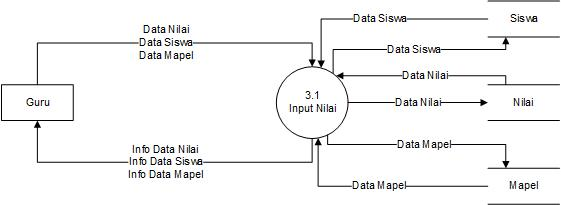 Data Nilai
Data Siswa
Data Mapel
Guru
Info Data Nilai
Info Data Siswa
Info Data Mapel
3.1
Input Nilai
Data Siswa
Siswa
Data Siswa
Data Nilai
Data Nilai
Nilai
Data Mapel
Data Mapel
Mapel